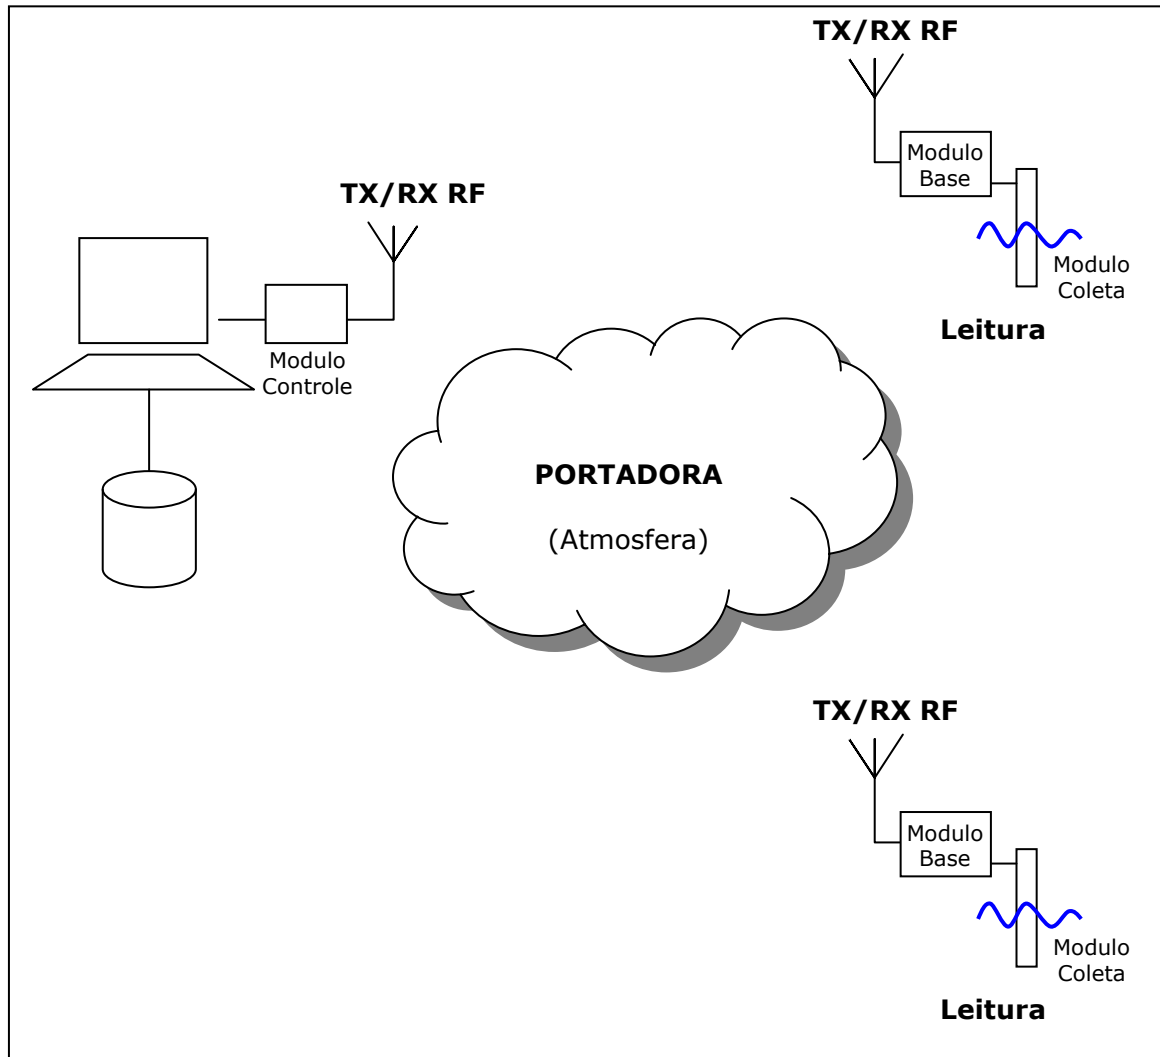 TX/RX RF
Modulo
Base
Modulo
Coleta
Leitura
TX/RX RF
Modulo
Controle
PORTADORA
(Atmosfera)
TX/RX RF
Modulo
Base
Modulo
Coleta
Leitura